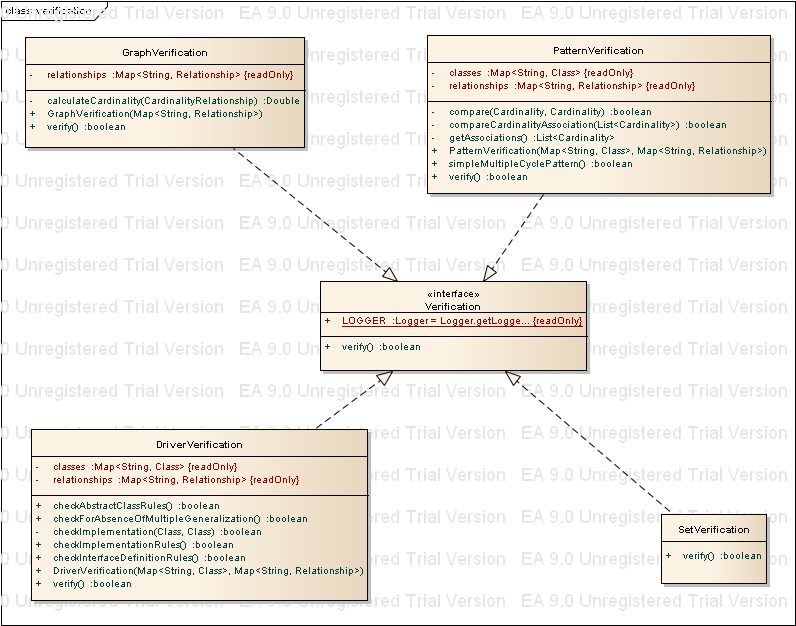 class verification
EA 9.0 Unregistered Trial Version
GraphVerification
- relationships :Map<String, Relationship> {readOnly}
- calculateCardinality(CardinalityRelationship) :Double
+ GraphVerification(Map<String, Relationship>)
+ verify() :boolean
PatternVerification
- classes :Map<String, Class> {readOnly}
- relationships :Map<String, Relationship> {readOnly}
- compare(Cardinality, Cardinality) :boolean
- compareCardinalityAssociation(List<Cardinality>) :boolean
- getAssociations() :List<Cardinality>
+ PatternVerification(Map<String, Class>, Map<String, Relationship>)
+ simpleMultipleCyclePattern() :boolean
+ verify() :boolean
«interface»
Verification
+ LOGGER :Logger = Logger.getLogge... {readOnly}
+ verify() :boolean
DriverVerification
- classes :Map<String, Class> {readOnly}
- relationships :Map<String, Relationship> {readOnly}
+ checkAbstractClassRules() :boolean
+ checkForAbsenceOfMultipleGeneralization() :boolean
- checkImplementation(Class, Class) :boolean
+ checkImplementationRules() :boolean
+ checkInterfaceDefinitionRules() :boolean
+ DriverVerification(Map<String, Class>, Map<String, Relationship>)
+ verify() :boolean
SetVerification
+ verify() :boolean